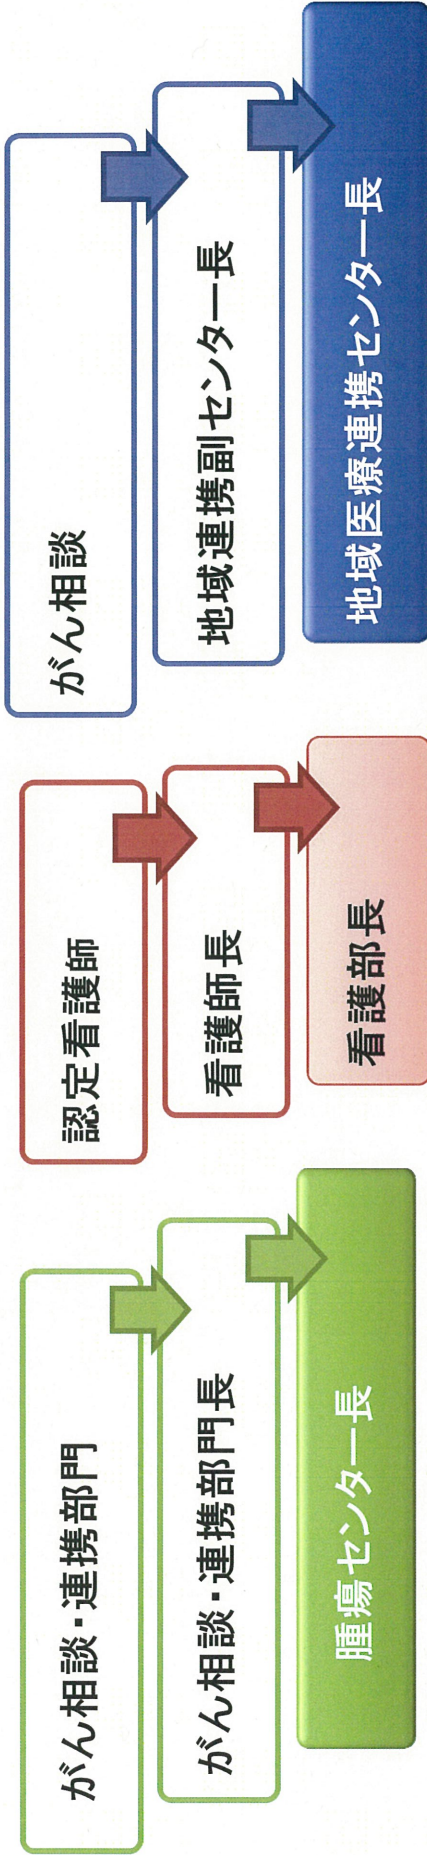 がん相談・連携部門
がん相談・連携部門長
腫瘍センター長
認定看護師
看護師長
看護部長
がん相談
地域連携副センター長
地域医療連携センター長